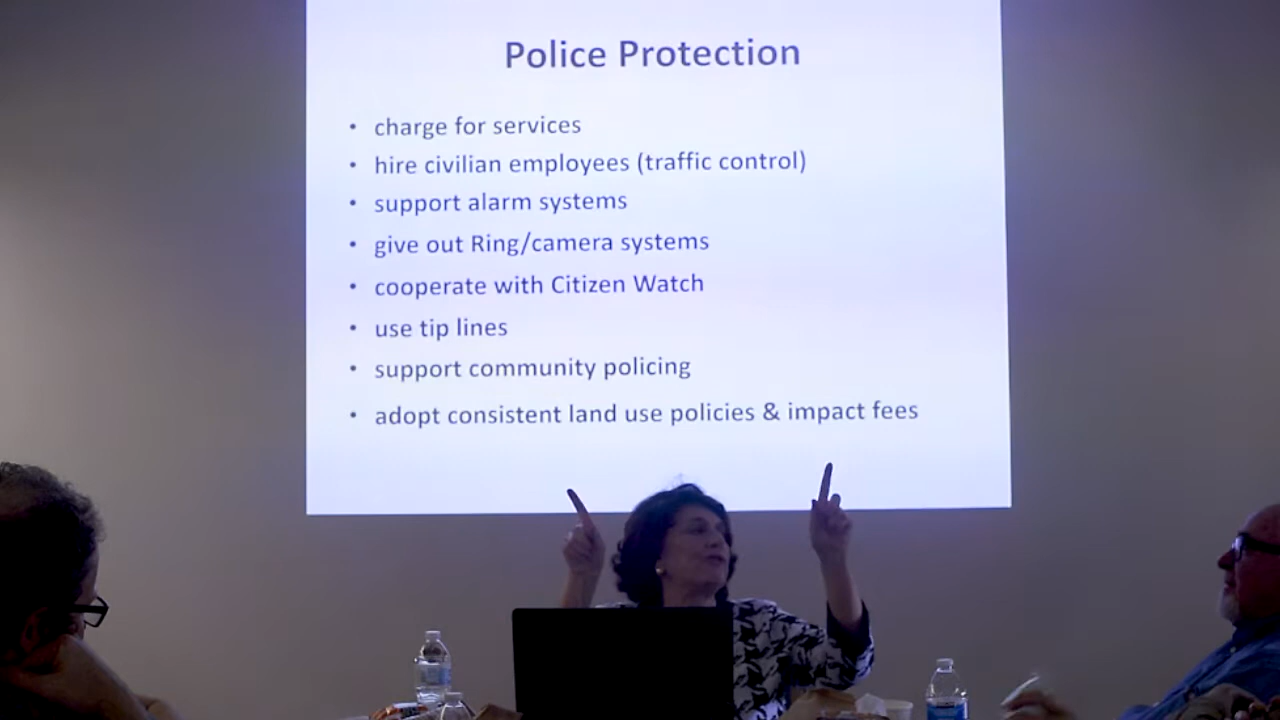 Police Protection
• charge for services
• hire civilian employees (traffic control)
• support alarm systems
• give out Ring/camera systems
• cooperate with Citizen Watch
• use tip lines
• support community policing
• adopt consistent land use policies & impact fees